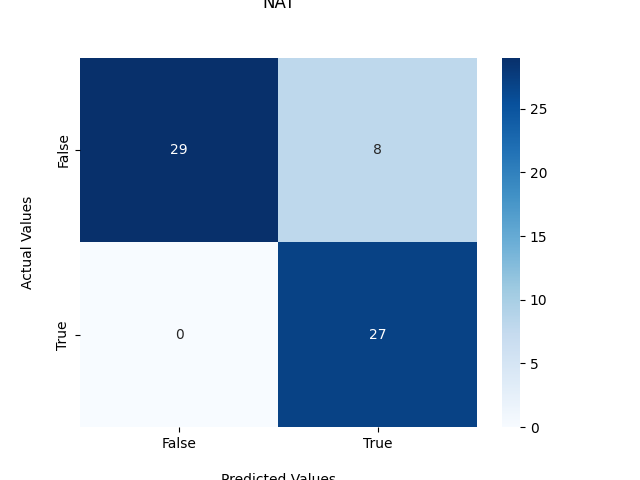 NAT
Actual Values
False
29
8
True
0
27
False
True
Predicted Values
25
20
15
10
5
0